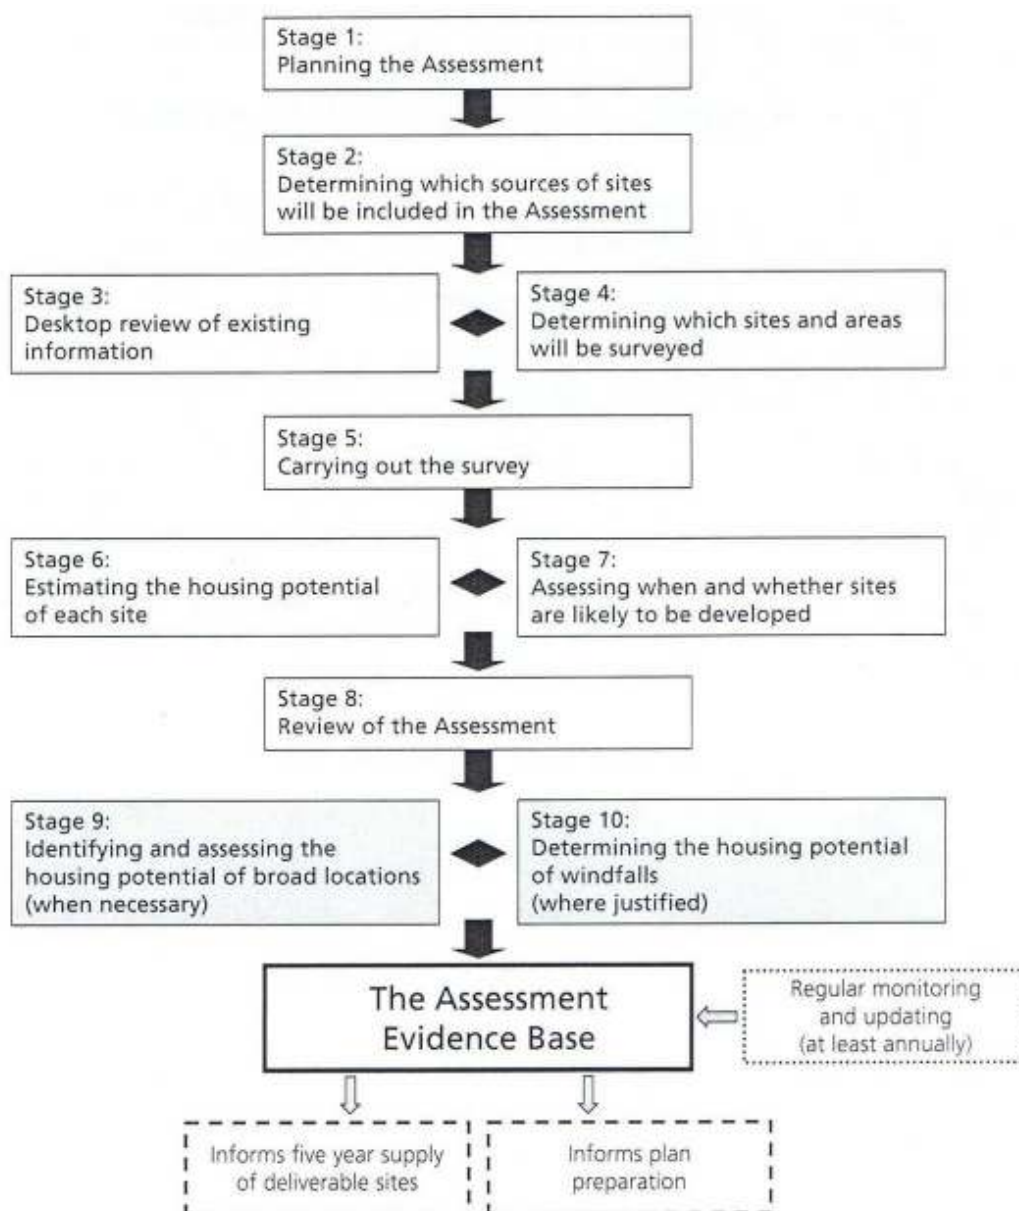 Stage 1:
Planning the Assessment
Stage 2:
Determining which sources of sites
will be included in the Assessment
Stage 3:
Desktop review of existing
information
Stage 4:
Determining which sites and areas
will be surveyed
Stage 5:
Carrying out the survey
Stage 6:
Estimating the housing potential
of each site
Stage 7:
Assessing when and whether sites
are likely to be developed
Stage 8:
Review of the Assessment
Stage 9:
Identifying and assessing the
housing potential of broad locations
(when necessary)
Stage 10:
Determining the housing potential
of windfalls
(where justified)
The Assessment
Evidence Base
Regular monitoring
and updating
(at least annually)
Informs five year supply
of deliverable sites
Informs plan
preparation